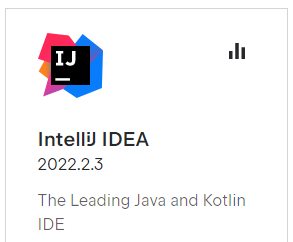 IJ
IntelliJ IDEA
2022.2.3
The Leading Java and Kotlin
IDE